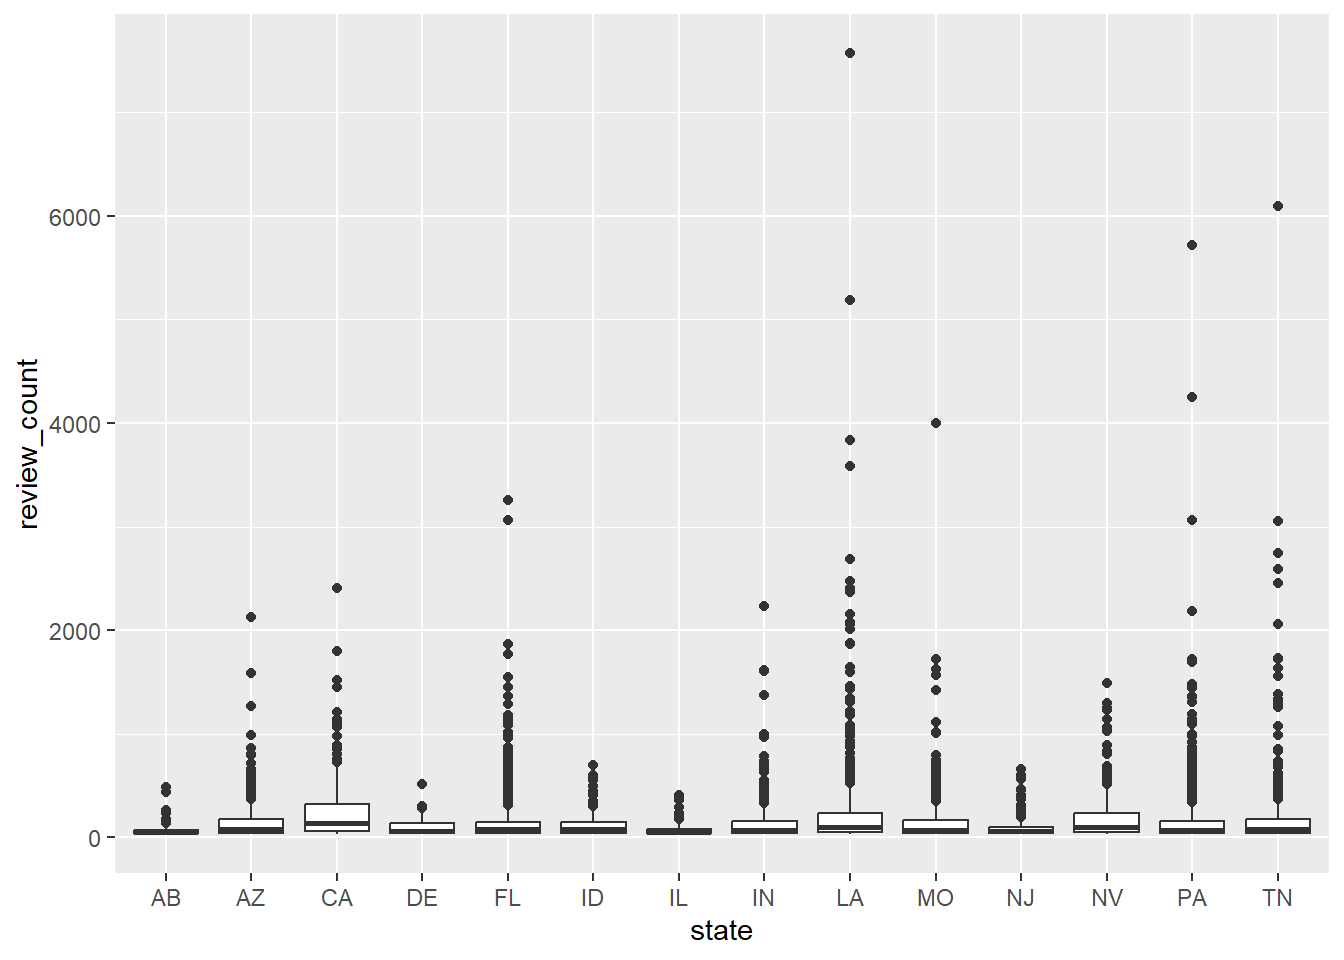 review_count
6000
4000
2000
0
AB AZ CA DE FL ID IL IN LA MO NJ NV PA TN
state